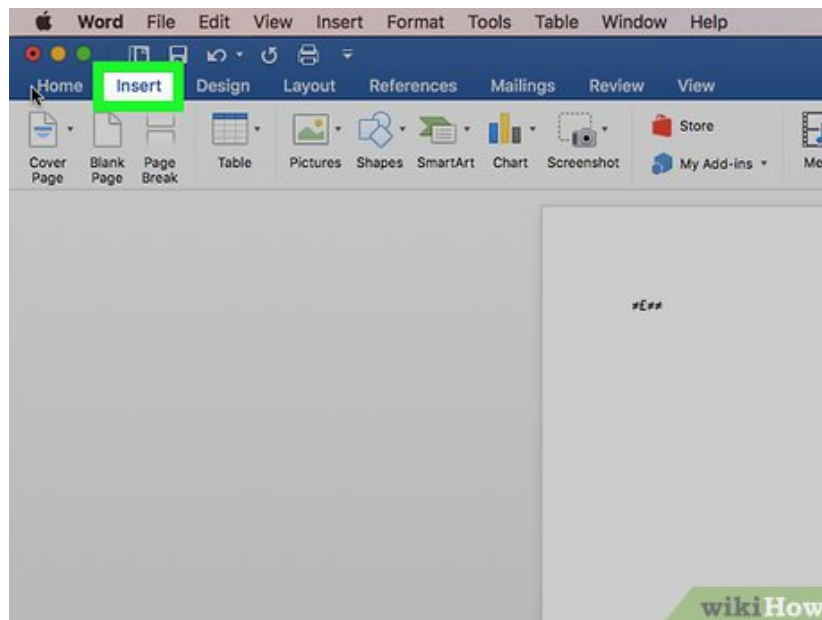 Word File Edit View Insert Format Tools Table Window Help
Home Insert Design Layout References Mailings Review View
Cover Page Blank Page Page Break Table Pictures Shapes SmartArt Chart Screenshot Store My Add-ins
≠£≠≠
wikiHow